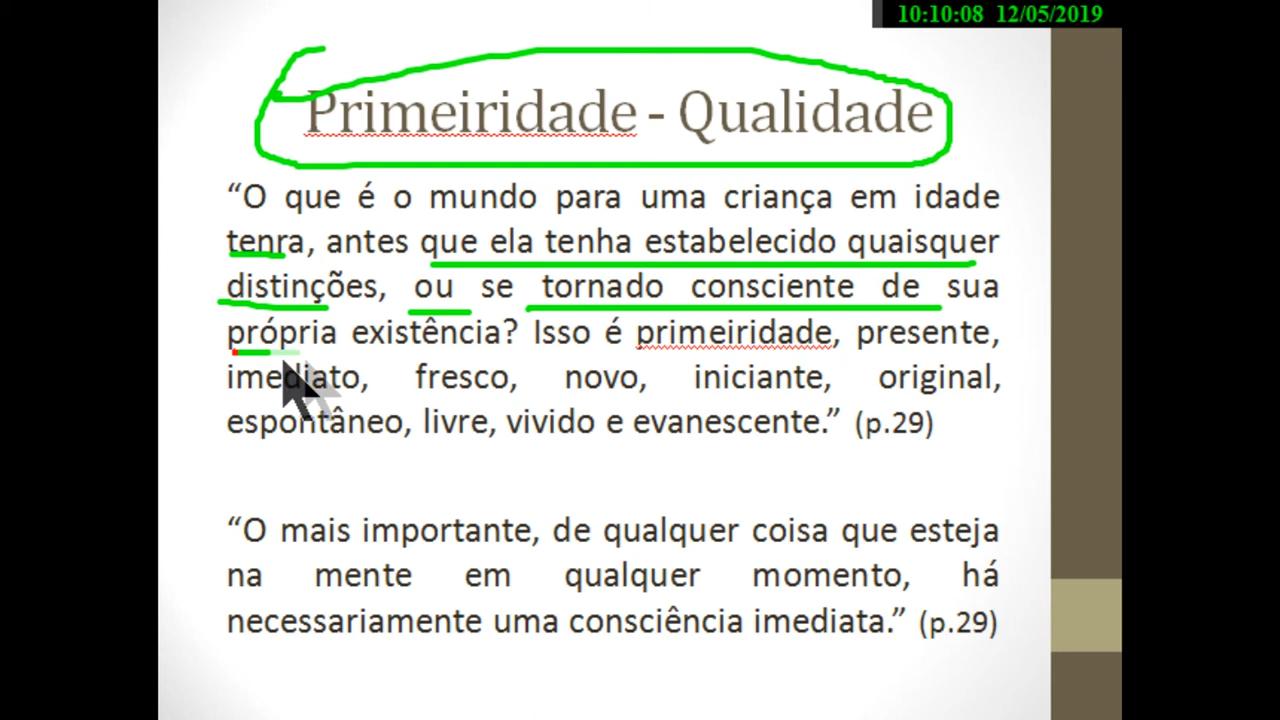 10:10:08 12/05/2019
Primeiridade - Qualidade
“O que é o mundo para uma criança em idade
tenra, antes que ela tenha estabelecido quaisquer
distinções, ou se tornado consciente de sua
própria existência? Isso é primeiridade, presente,
imediato, fresco, novo, iniciante, original,
espontâneo, livre, vivido e evanescente.” (p.29)
“O mais importante, de qualquer coisa que esteja
na mente em qualquer momento, há
necessariamente uma consciência imediata.” (p.29)